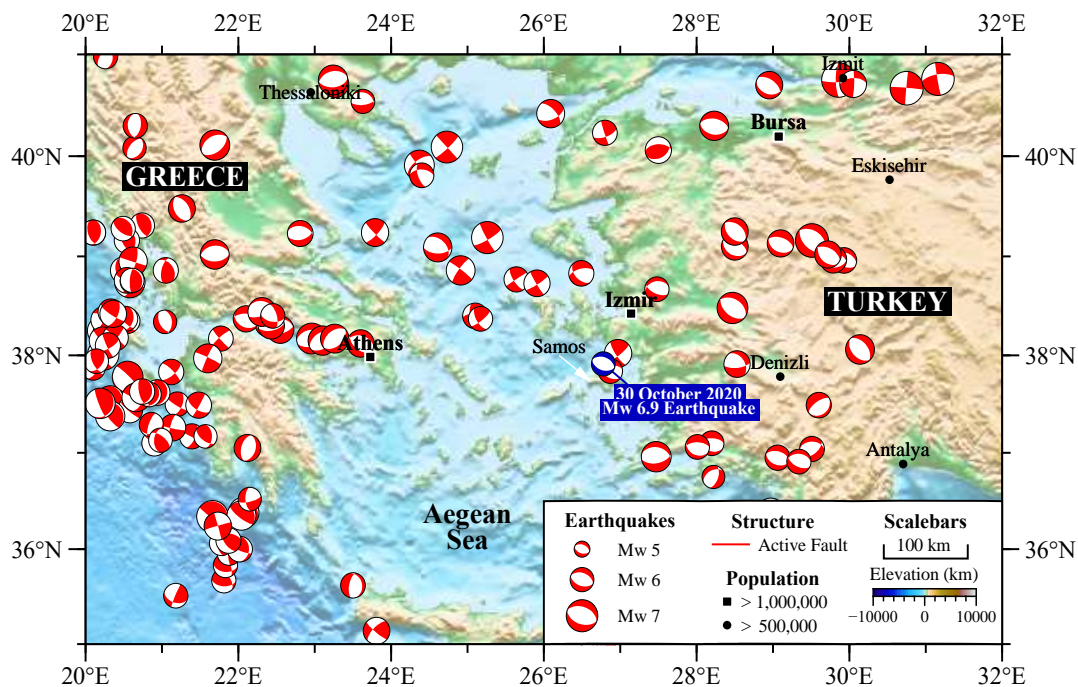 20°E 22°E 24°E 26°E 28°E 30°E 32°E
Izmit
Thessaloniki
Bursa
40°N 40°N
Eskisehir
GREECE
Izmir
TURKEY
Samos
Athens
38°N 38°N
Denizli
30 October 2020
Mw 6.9 Earthquake
Antalya
Aegean
Sea
Earthquakes Structure Scalebars
Mw 5 Active Fault 100 km
36°N 36°N
Mw 6 Population Elevation (km)
> 1,000,000
Mw 7 > 500,000 −10000 0 10000
20°E 22°E 24°E 26°E 28°E 30°E 32°E